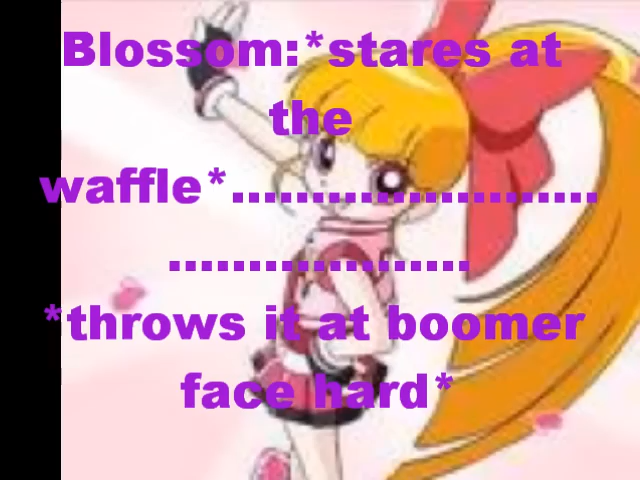 Blossom:*stares at
the
waffle*.......................
...................
*throws it at boomer
face hard*